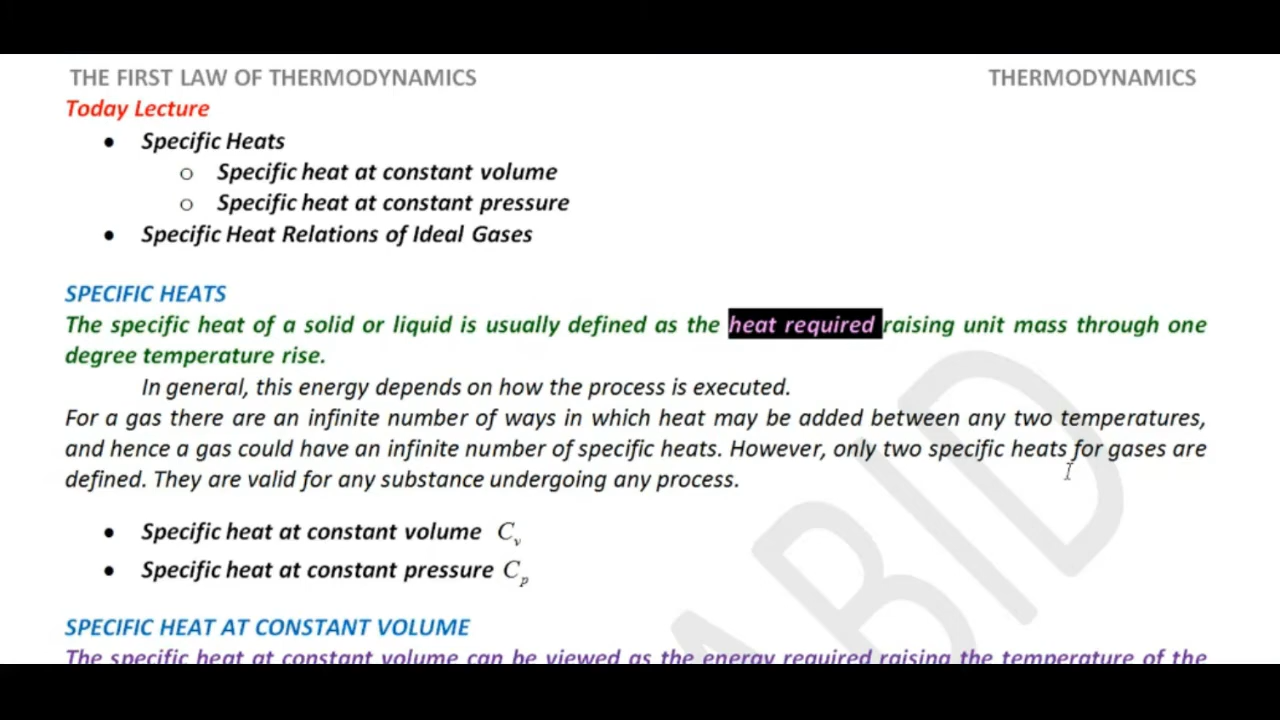 THE FIRST LAW OF THERMODYNAMICS THERMODYNAMICS
Today Lecture
• Specific Heats
o Specific heat at constant volume
o Specific heat at constant pressure
• Specific Heat Relations of Ideal Gases
SPECIFIC HEATS
The specific heat of a solid or liquid is usually defined as the heat required raising unit mass through one
degree temperature rise.
In general, this energy depends on how the process is executed.
For a gas there are an infinite number of ways in which heat may be added between any two temperatures,
and hence a gas could have an infinite number of specific heats. However, only two specific heats for gases are
defined. They are valid for any substance undergoing any process.
• Specific heat at constant volume Cv
• Specific heat at constant pressure Cp
SPECIFIC HEAT AT CONSTANT VOLUME
The specific heat at constant volume can be viewed as the energy required raising the temperature of the
ABID